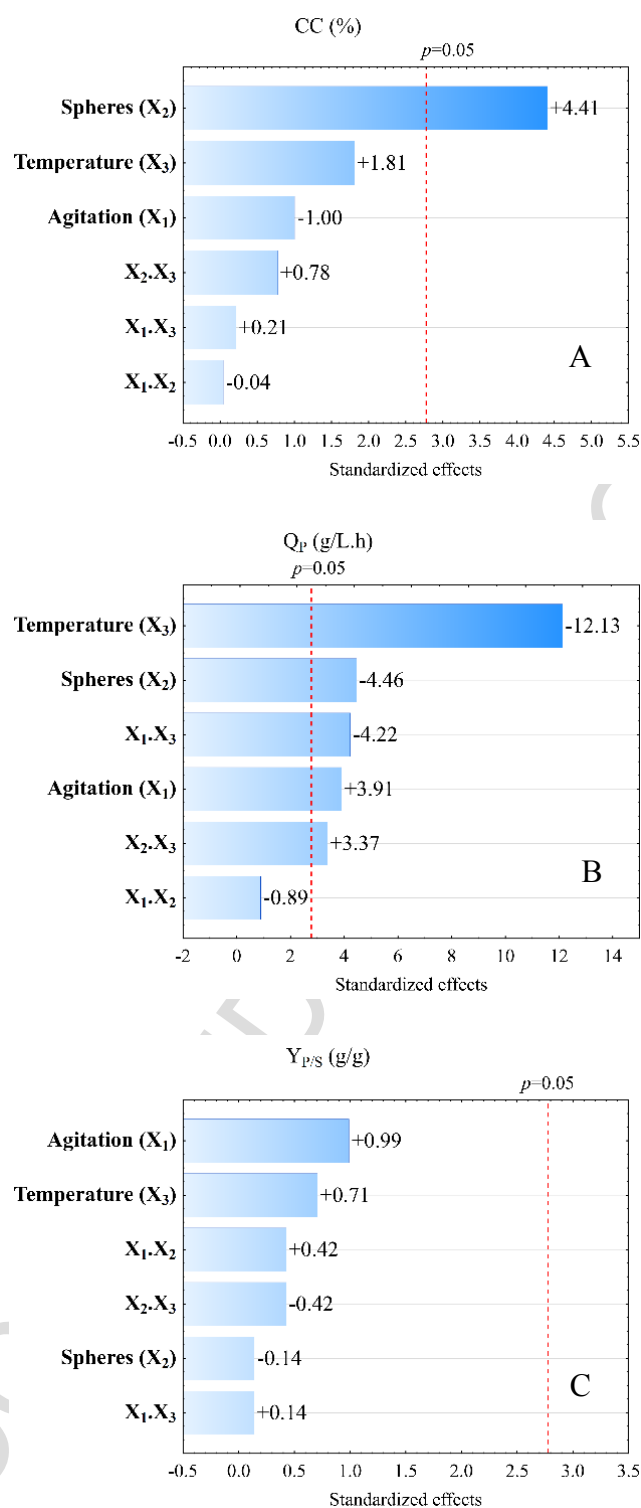 CC (%)
p=0.05
Spheres (X₂)
+4.41
Temperature (X₃)
+1.81
Agitation (X₁)
-1.00
X₂.X₃
+0.78
X₁.X₃
+0.21
X₁.X₂
-0.04
A
-0.5 0.0 0.5 1.0 1.5 2.0 2.5 3.0 3.5 4.0 4.5 5.0 5.5
Standardized effects
Q_P (g/L.h)
p=0.05
Temperature (X₃)
-12.13
Spheres (X₂)
-4.46
X₁.X₃
-4.22
Agitation (X₁)
+3.91
X₂.X₃
+3.37
X₁.X₂
-0.89
B
-2 0 2 4 6 8 10 12 14
Standardized effects
Y_P/S (g/g)
p=0.05
Agitation (X₁)
+0.99
Temperature (X₃)
+0.71
X₁.X₂
+0.42
X₂.X₃
-0.42
Spheres (X₂)
-0.14
X₁.X₃
+0.14
C
-0.5 0.0 0.5 1.0 1.5 2.0 2.5 3.0 3.5
Standardized effects